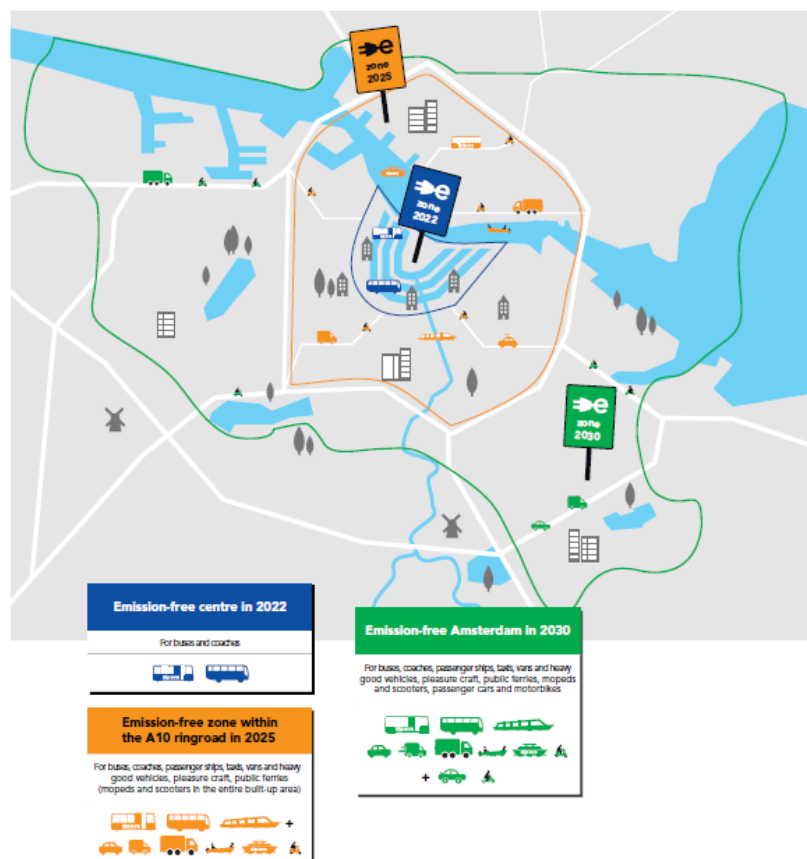 e
zone
2025
e
zone
2022
e
zone
2030
Emission-free centre in 2022
For buses and coaches
Emission-free zone within
the A10 ringroad in 2025
For buses, coaches, passenger ships, taxis, vans and heavy
good vehicles, pleasure craft, public ferries
(mopeds and scooters in the entire built-up area)
Emission-free Amsterdam in 2030
For buses, coaches, passenger ships, taxis, vans and heavy
good vehicles, pleasure craft, public ferries, mopeds
and scooters, passenger cars and motorbikes
+
+